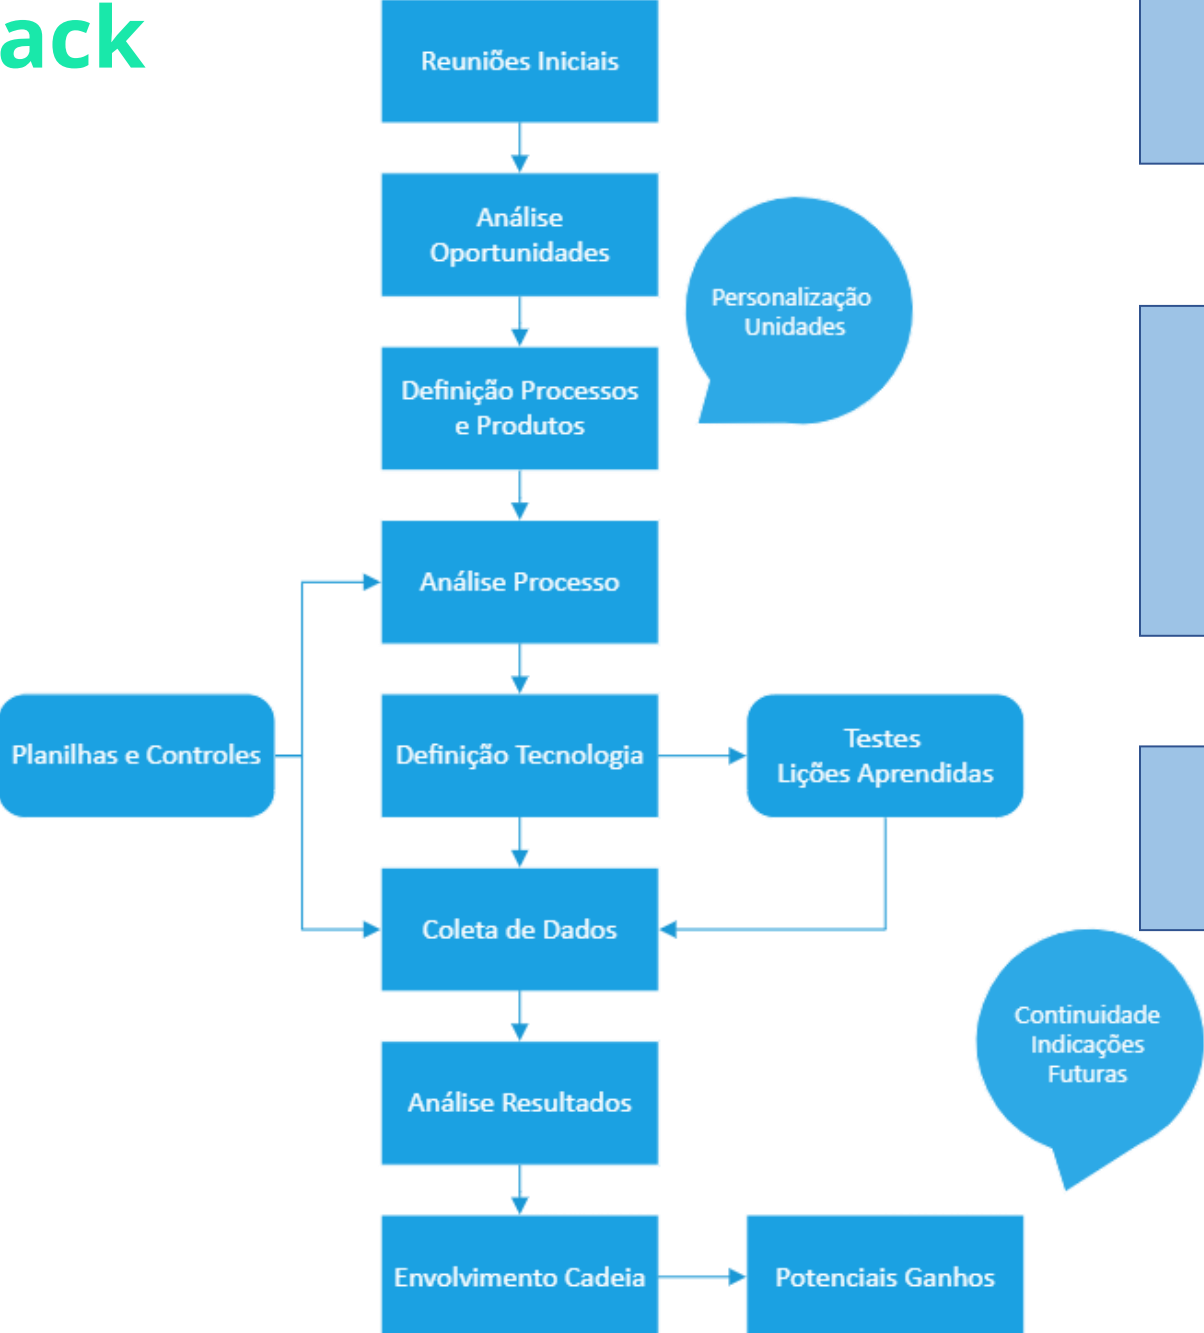 ack
Reuniões Iniciais
Análise
Oportunidades
Personalização
Unidades
Definição Processos
e Produtos
Análise Processo
Planilhas e Controles
Definição Tecnologia
Testes
Lições Aprendidas
Coleta de Dados
Continuidade
Indicações
Futuras
Análise Resultados
Envolvimento Cadeia
Potenciais Ganhos